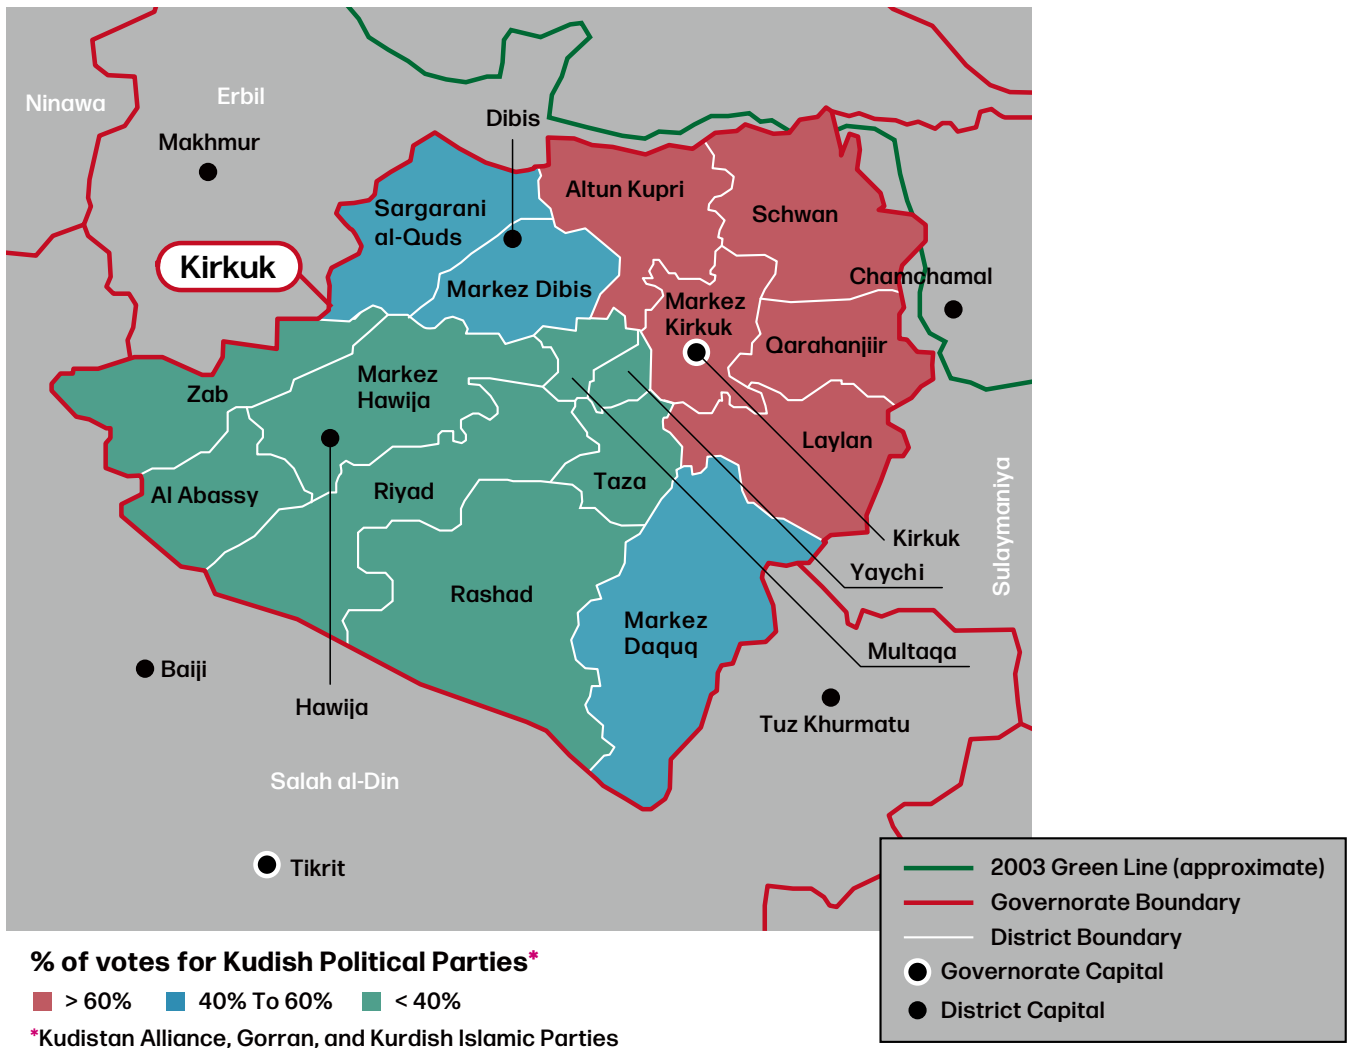 Ninawa
Erbil
Dibis
Makhmur
Altun Kupri
Sargarani
al-Quds
Schwan
Kirkuk
Chamchamal
Markez Dibis
Markez
Kirkuk
Qarahanjiir
Zab
Markez
Hawija
Laylan
Al Abassy
Riyad
Taza
Sulaymaniya
Kirkuk
Yaychi
Rashad
Markez
Daquq
Multaqa
Baiji
Hawija
Tuz Khurmatu
Salah al-Din
Tikrit
2003 Green Line (approximate)
Governorate Boundary
District Boundary
Governorate Capital
District Capital
% of votes for Kudish Political Parties*
> 60% 40% To 60% < 40%
*Kudistan Alliance, Gorran, and Kurdish Islamic Parties